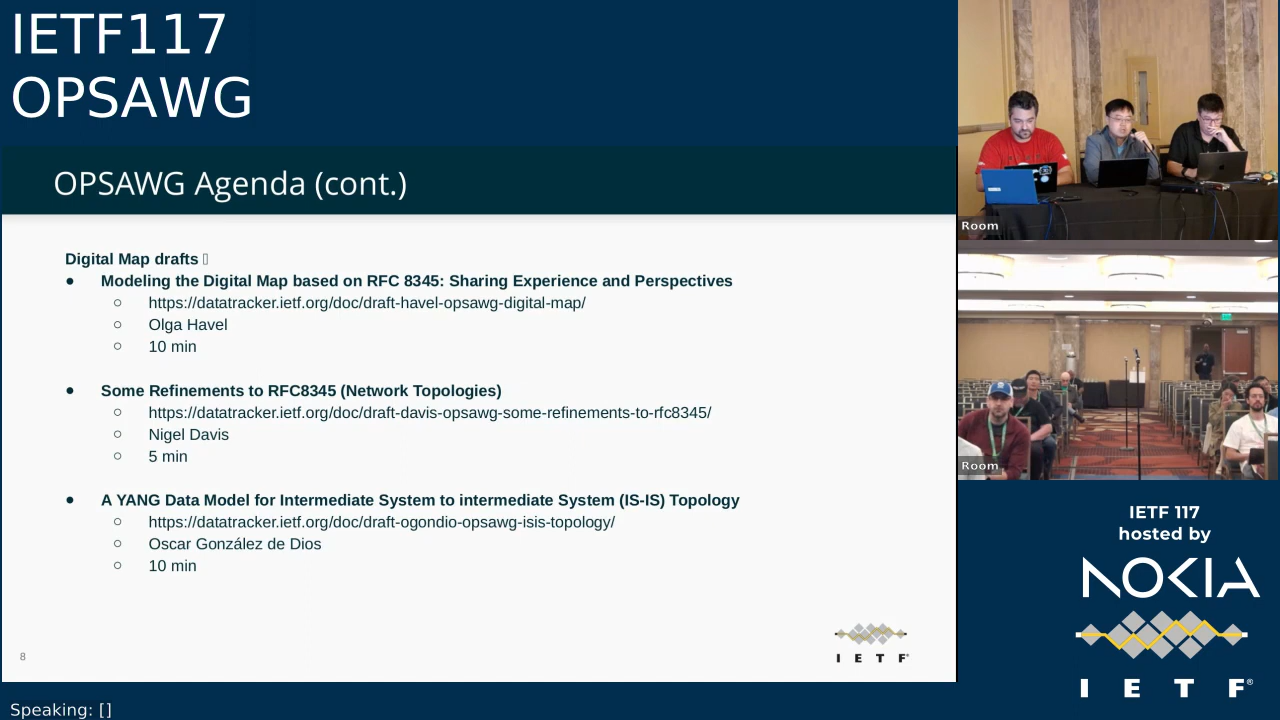 IETF117
OPSAWG
OPSAWG Agenda (cont.)
Digital Map drafts
● Modeling the Digital Map based on RFC 8345: Sharing Experience and Perspectives
○ https://datatracker.ietf.org/doc/draft-havel-opsawg-digital-map/
○ Olga Havel
○ 10 min
● Some Refinements to RFC8345 (Network Topologies)
○ https://datatracker.ietf.org/doc/draft-davis-opsawg-some-refinements-to-rfc8345/
○ Nigel Davis
○ 5 min
● A YANG Data Model for Intermediate System to intermediate System (IS-IS) Topology
○ https://datatracker.ietf.org/doc/draft-ogondio-opsawg-isis-topology/
○ Oscar González de Dios
○ 10 min
8
I E T F®
Room
Room
IETF 117
hosted by
NOKIA
I E T F®
Speaking: []